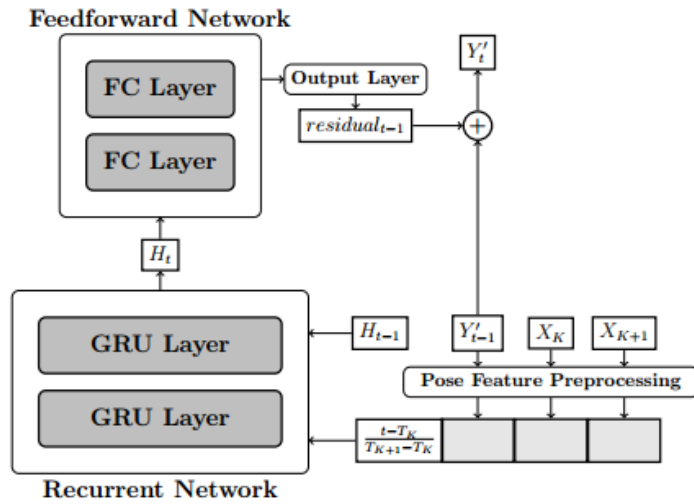 Feedforward Network
FC Layer
FC Layer
Output Layer
residual_{t-1}
Y'_t
+
H_t
GRU Layer
GRU Layer
Recurrent Network
H_{t-1}
Y'_{t-1}
X_K
X_{K+1}
Pose Feature Preprocessing
\frac{t-T_K}{T_{K+1}-T_K}